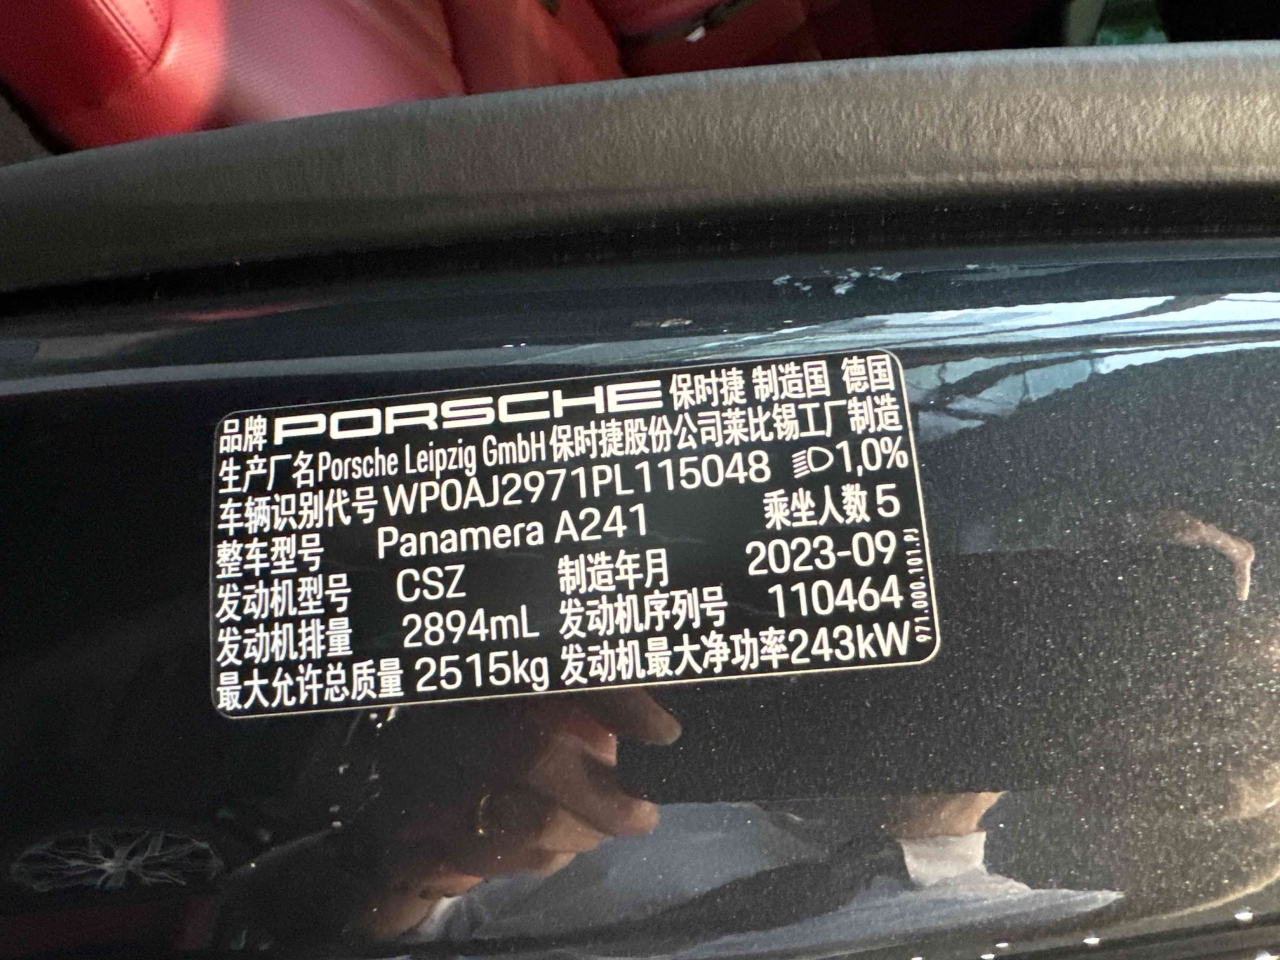 品牌 PORSCHE 保时捷 制造国 德国
生产厂名 Porsche Leipzig GmbH 保时捷股份公司莱比锡工厂制造
车辆识别代号 WP0AJ2971PL115048 1,0%
整车型号 Panamera A241 乘坐人数 5
发动机型号 CSZ 制造年月 2023-09
发动机排量 2894mL 发动机序列号 110464
最大允许总质量 2515kg 发动机最大净功率 243kW
971.000.101.PJ